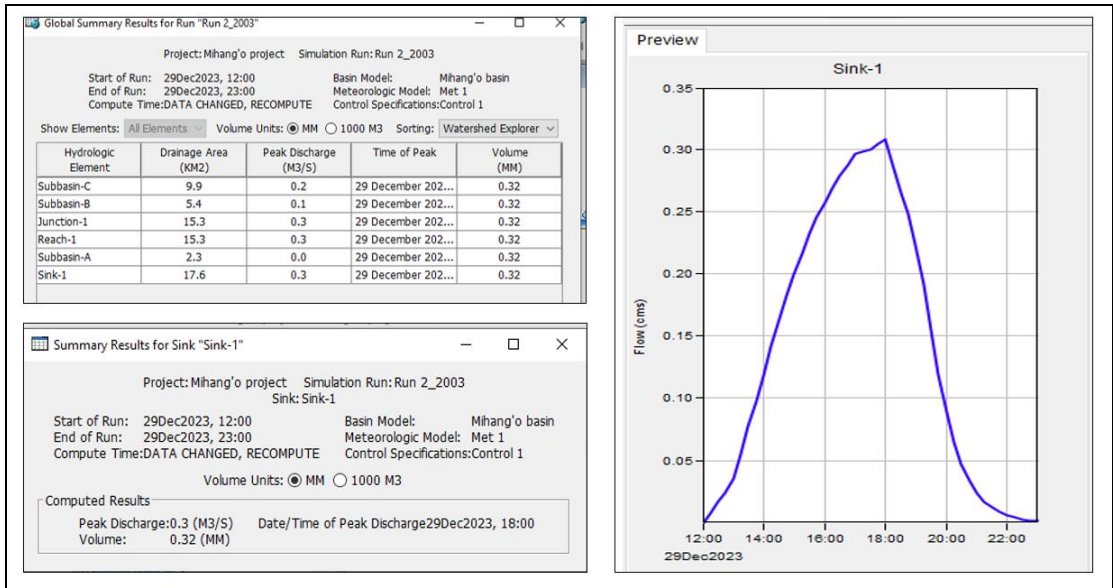 Global Summary Results for Run "Run 2_2003"
Project: Mihang'o project Simulation Run: Run 2_2003
Start of Run: 29Dec2023, 12:00 Basin Model: Mihang'o basin
End of Run: 29Dec2023, 23:00 Meteorologic Model: Met 1
Compute Time:DATA CHANGED, RECOMPUTE Control Specifications:Control 1
Show Elements: All Elements Volume Units: MM 1000 M3 Sorting: Watershed Explorer
Hydrologic Element Drainage Area (KM2) Peak Discharge (M3/S) Time of Peak Volume (MM)
Subbasin-C 9.9 0.2 29 December 202... 0.32
Subbasin-B 5.4 0.1 29 December 202... 0.32
Junction-1 15.3 0.3 29 December 202... 0.32
Reach-1 15.3 0.3 29 December 202... 0.32
Subbasin-A 2.3 0.0 29 December 202... 0.32
Sink-1 17.6 0.3 29 December 202... 0.32
Summary Results for Sink "Sink-1"
Project: Mihang'o project Simulation Run: Run 2_2003
Sink: Sink-1
Start of Run: 29Dec2023, 12:00 Basin Model: Mihang'o basin
End of Run: 29Dec2023, 23:00 Meteorologic Model: Met 1
Compute Time:DATA CHANGED, RECOMPUTE Control Specifications:Control 1
Volume Units: MM 1000 M3
Computed Results
Peak Discharge:0.3 (M3/S) Date/Time of Peak Discharge29Dec2023, 18:00
Volume: 0.32 (MM)
Preview
Sink-1
0.35
0.30
0.25
0.20
0.15
0.10
0.05
Flow (cms)
12:00 14:00 16:00 18:00 20:00 22:00
29Dec2023